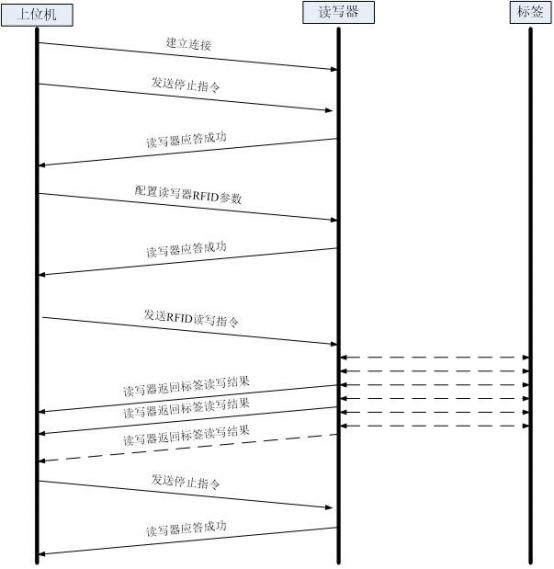 上位机
读写器
标签
建立连接
发送停止指令
读写器应答成功
配置读写器RFID参数
读写器应答成功
发送RFID读写指令
读写器返回标签读写结果
读写器返回标签读写结果
读写器返回标签读写结果
发送停止指令
读写器应答成功